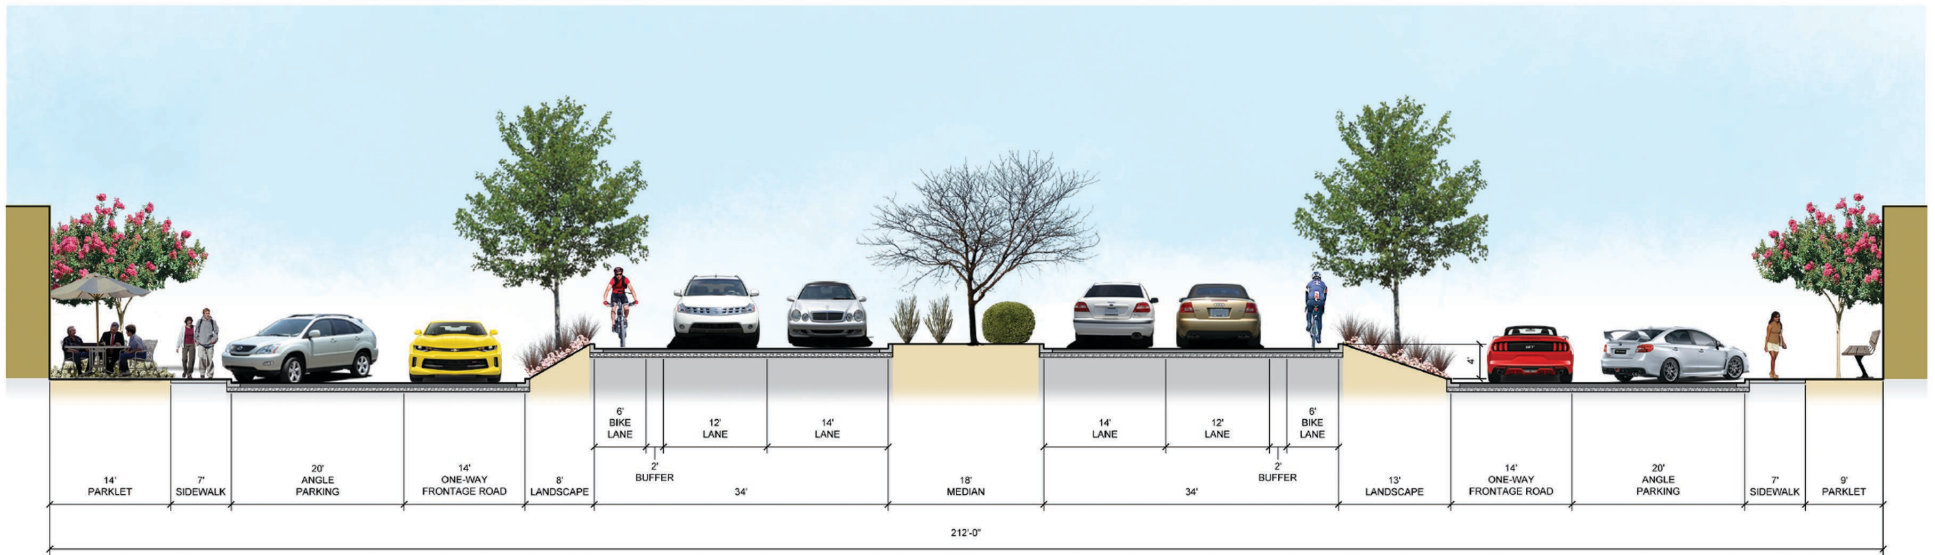 4'
6'
BIKE
LANE
12'
LANE
14'
LANE
14'
LANE
12'
LANE
6'
BIKE
LANE
2'
BUFFER
2'
BUFFER
14'
PARKLET
7'
SIDEWALK
20'
ANGLE
PARKING
14'
ONE-WAY
FRONTAGE ROAD
8'
LANDSCAPE
34'
18'
MEDIAN
34'
13'
LANDSCAPE
14'
ONE-WAY
FRONTAGE ROAD
20'
ANGLE
PARKING
7'
SIDEWALK
9'
PARKLET
212'-0"